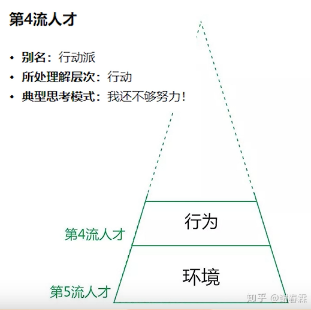 第4流人才
• 别名：行动派
• 所处理解层次：行动
• 典型思考模式：我还不够努力！
行为
第4流人才
环境
第5流人才
知乎